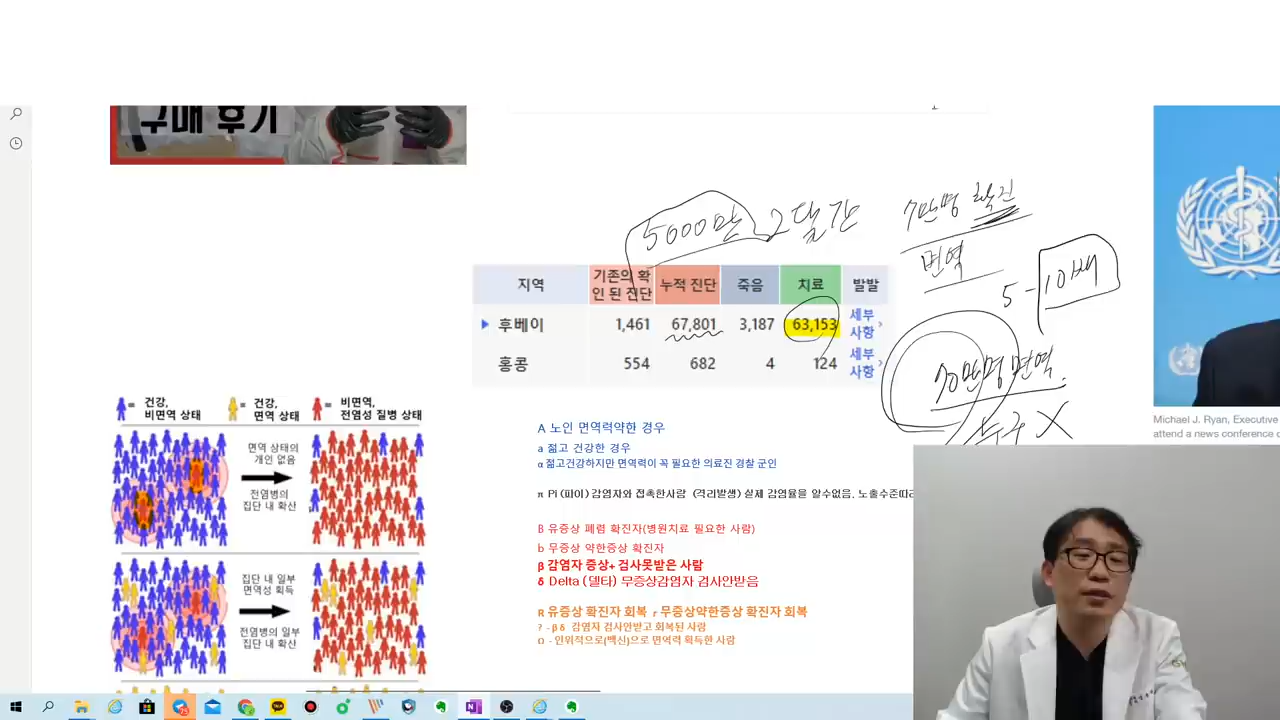 구매 후기
5000만 2달간
7만명 확진
면역
5 - 10배
70만명 면역
지역 기존의 확인 된 진단 누적 진단 죽음 치료 발발
후베이 1,461 67,801 3,187 63,153 세부 사항
홍콩 554 682 4 124 세부 사항
Michael J. Ryan, Executive
attend a news conference
= 건강, 비면역 상태 = 건강, 면역 상태 = 비면역, 전염성 질병 상태
면역 상태의
개인 없음
전염병의
집단 내 확산
집단 내 일부
면역성 획득
전염병의 일부
집단 내 확산
A 노인 면역력약한 경우
a 젊고 건강한 경우
α 젊고건강하지만 면역력이 꼭 필요한 의료진 경찰 군인
π Pi (파이) 감염자와 접촉한사람 (격리발생) 실제 감염율을 알수없음. 노출수준따라
B 유증상 폐렴 확진자(병원치료 필요한 사람)
b 무증상 약한증상 확진자
β 감염자 증상+ 검사못받은 사람
δ Delta (델타) 무증상감염자 검사안받음
R 유증상 확진자 회복 r 무증상약한증상 확진자 회복
? - β δ 감염자 검사안받고 회복된 사람
Ω - 인위적으로(백신)으로 면역력 획득한 사람